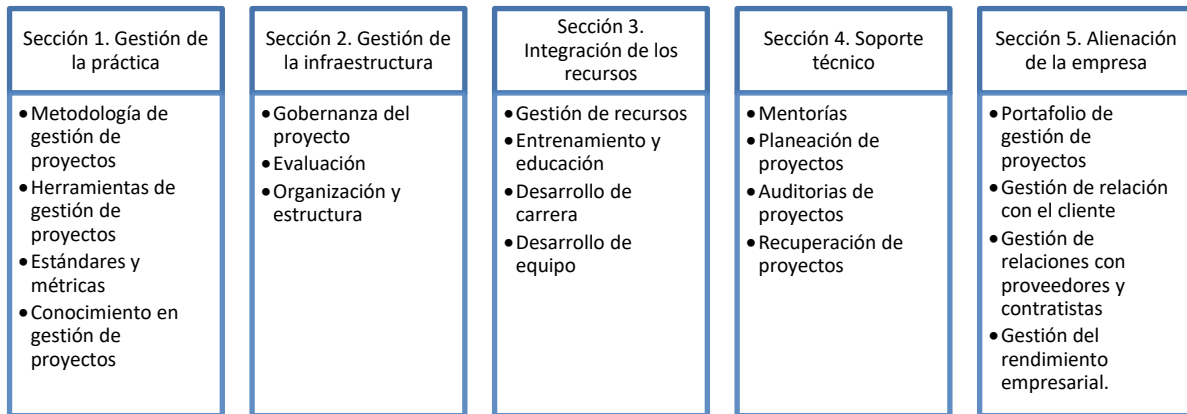 Sección 1. Gestión de
la práctica
• Metodología de
gestión de
proyectos
• Herramientas de
gestión de
proyectos
• Estándares y
métricas
• Conocimiento en
gestión de
proyectos
Sección 2. Gestión de
la infraestructura
• Gobernanza del
proyecto
• Evaluación
• Organización y
estructura
Sección 3.
Integración de los
recursos
• Gestión de recursos
• Entrenamiento y
educación
• Desarrollo de
carrera
• Desarrollo de
equipo
Sección 4. Soporte
técnico
• Mentorías
• Planeación de
proyectos
• Auditorias de
proyectos
• Recuperación de
proyectos
Sección 5. Alienación
de la empresa
• Portafolio de
gestión de
proyectos
• Gestión de relación
con el cliente
• Gestión de
relaciones con
proveedores y
contratistas
• Gestión del
rendimiento
empresarial.